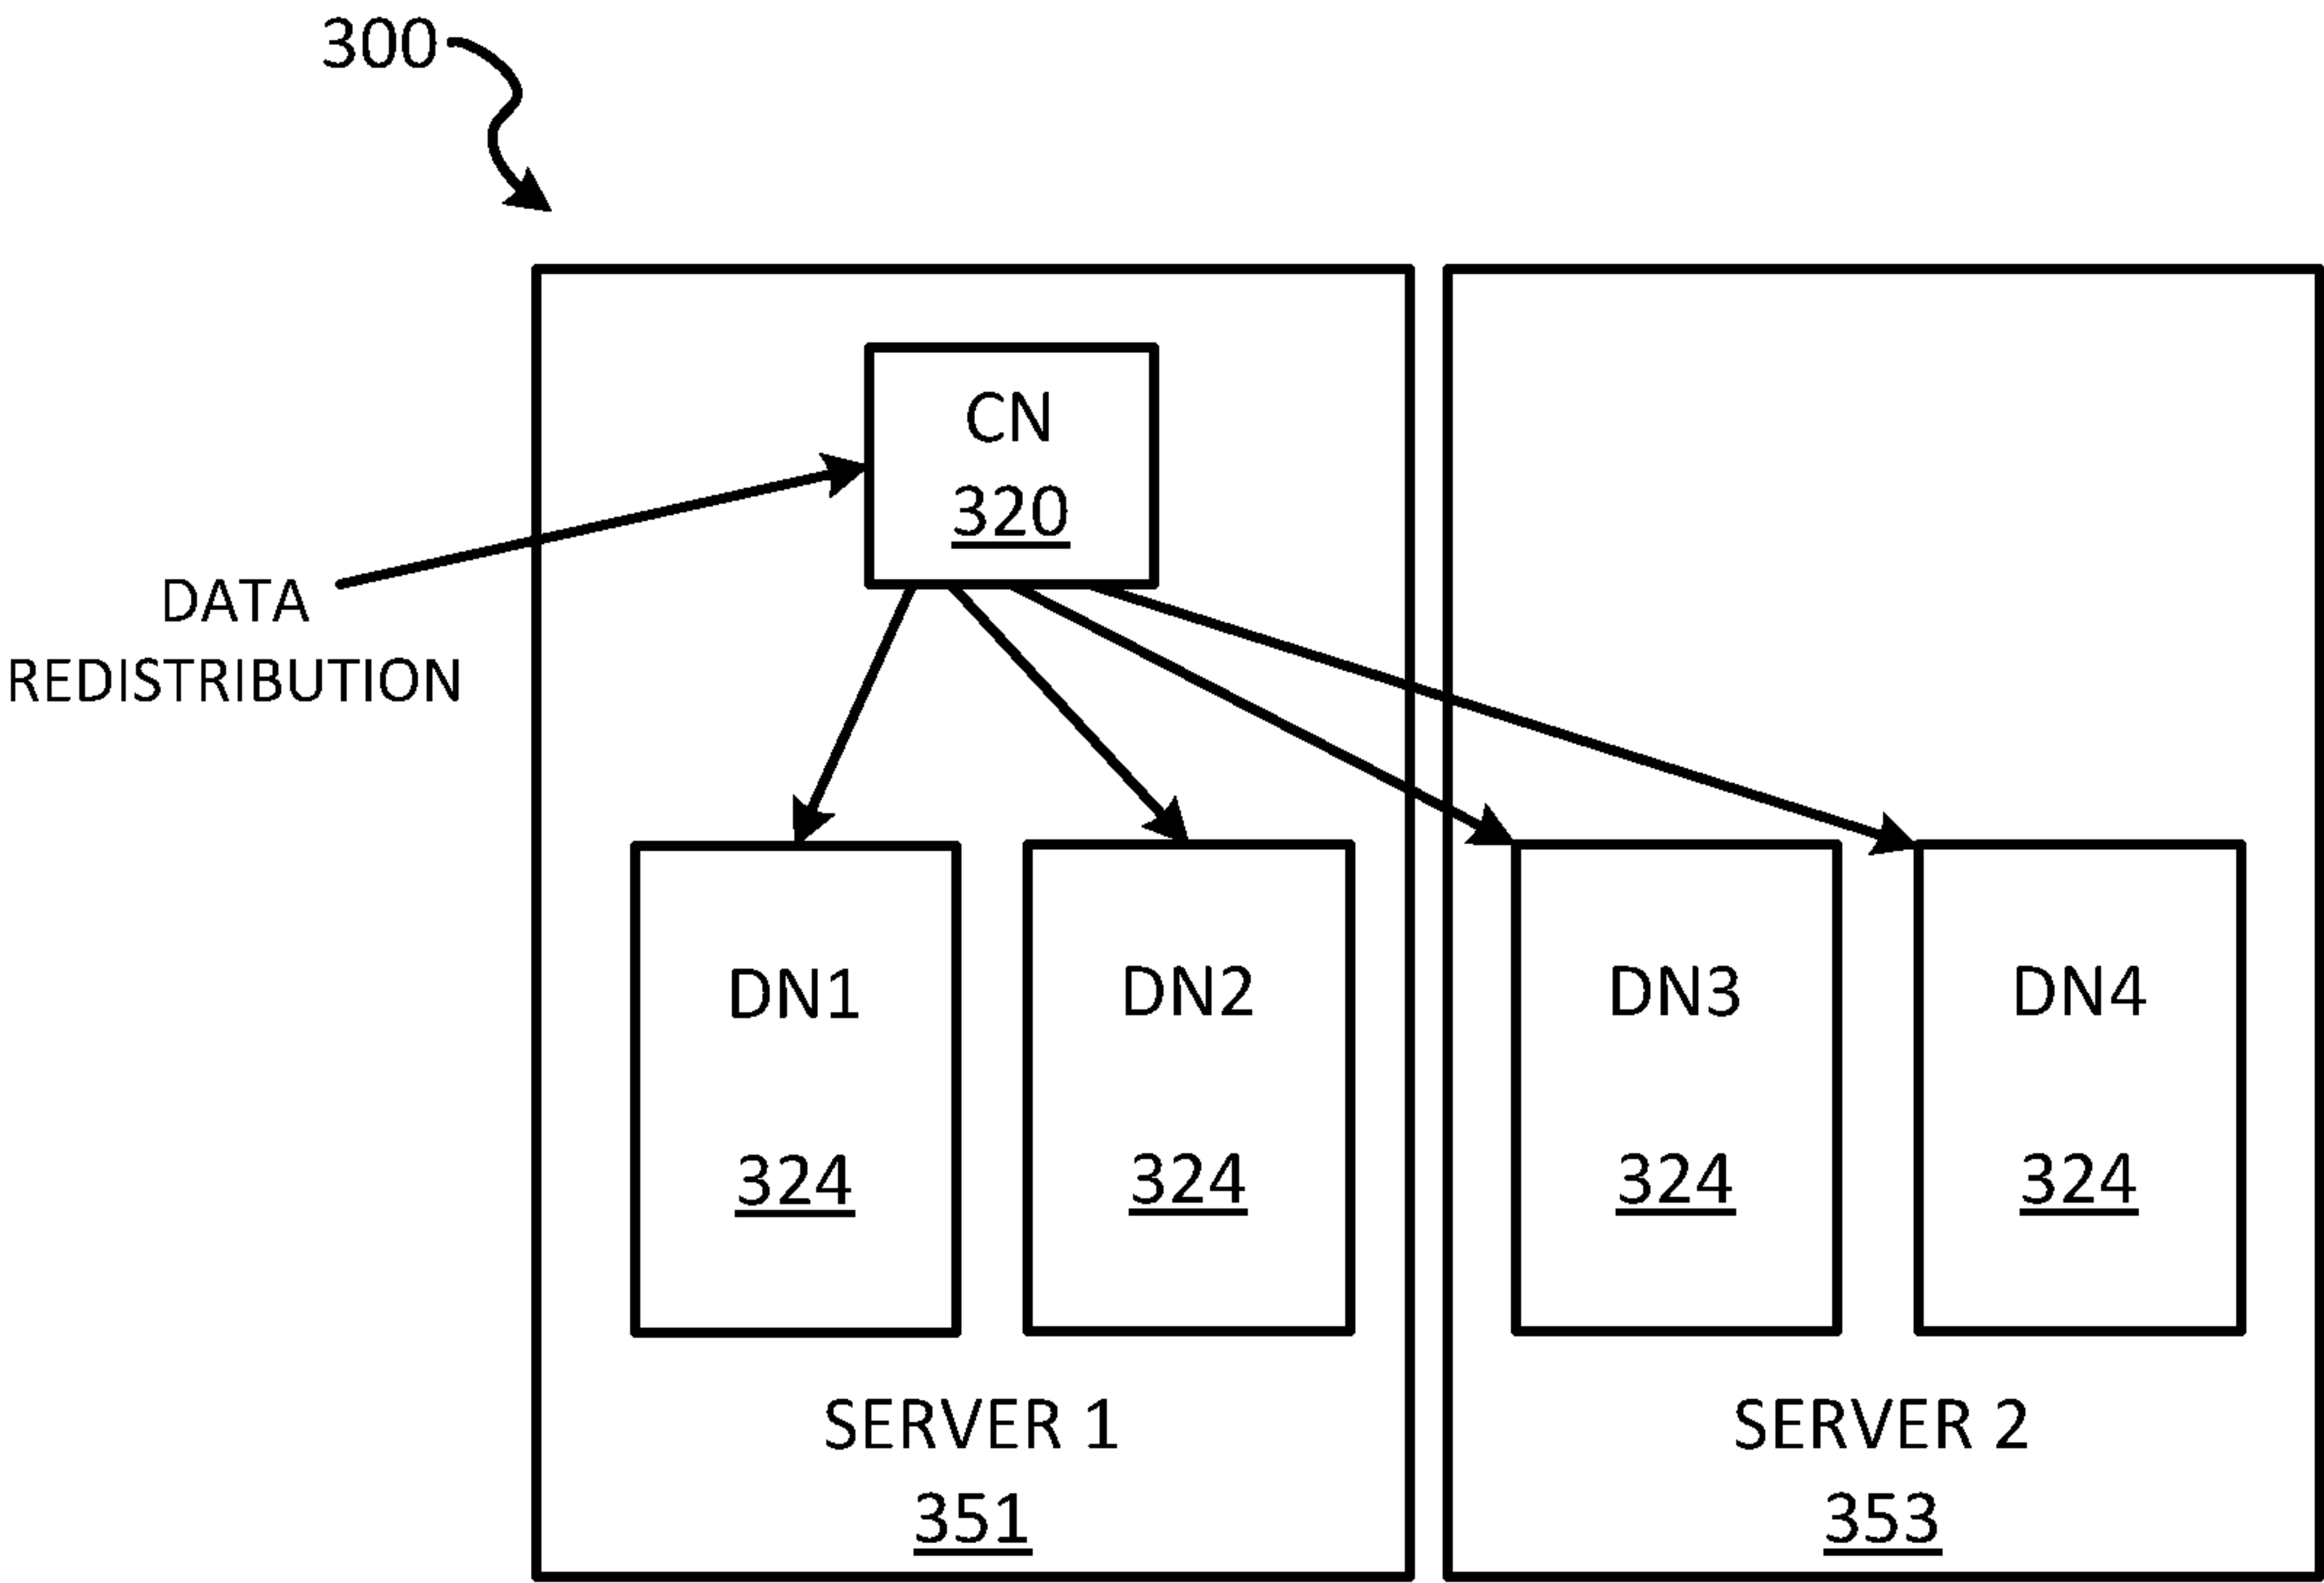 300
CN
320
DATA
REDISTRIBUTION
DN1
324
DN2
324
DN3
324
DN4
324
SERVER 1
351
SERVER 2
353